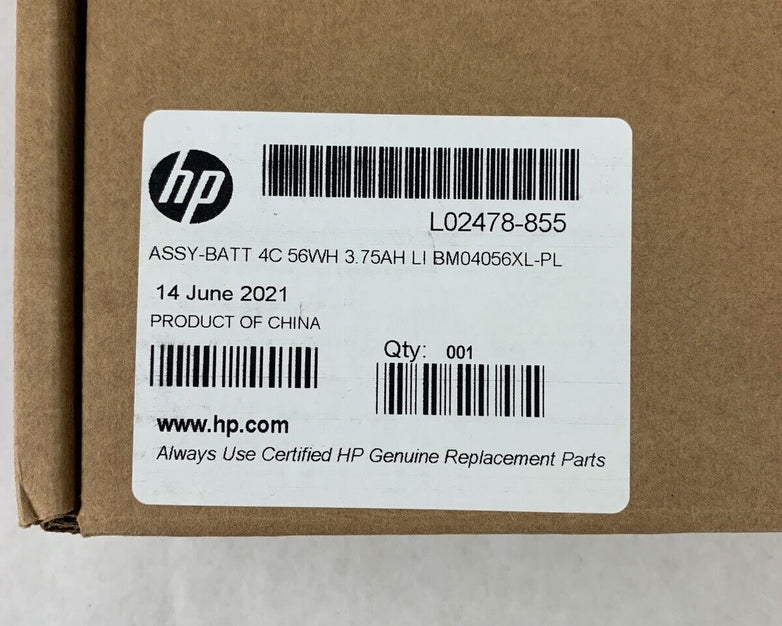 hp
L02478-855
ASSY-BATT 4C 56WH 3.75AH LI BM04056XL-PL
14 June 2021
PRODUCT OF CHINA
Qty: 001
www.hp.com
Always Use Certified HP Genuine Replacement Parts